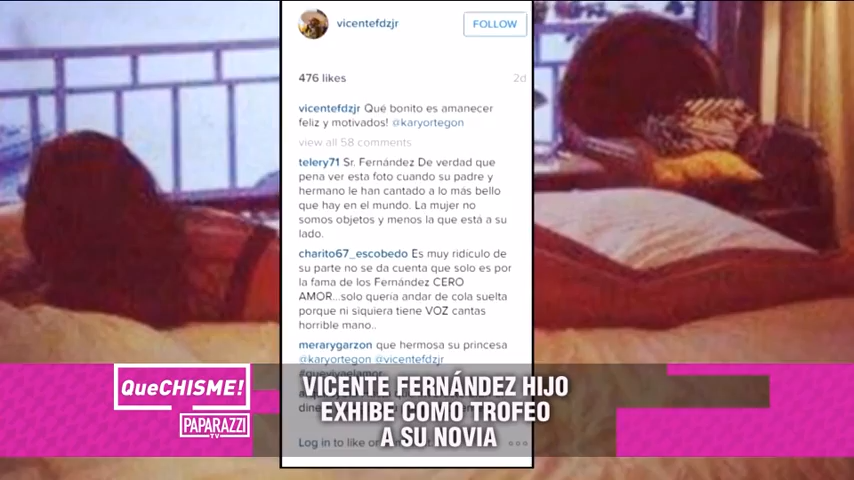 vicentefdzjr
FOLLOW
476 likes
2d
vicentefdzjr Qué bonito es amanecer
feliz y motivados! @karyortegon
view all 58 comments
telery71 Sr. Fernández De verdad que
pena ver esta foto cuando su padre y
hermano le han cantado a lo más bello
que hay en el mundo. La mujer no
somos objetos y menos la que está a su
lado.
charito67_escobedo Es muy ridículo de
su parte no se da cuenta que solo es por
la fama de los Fernández CERO
AMOR...solo quería andar de cola suelta
porque ni siquiera tiene VOZ cantas
horrible mano..
merarygarzon que hermosa su princesa
@karyortegon @vicentefdzjr
#quevivaelamor
Log in to like or
QueCHISME!
PAPARAZZI
TV
VICENTE FERNÁNDEZ HIJO
EXHIBE COMO TROFEO
A SU NOVIA